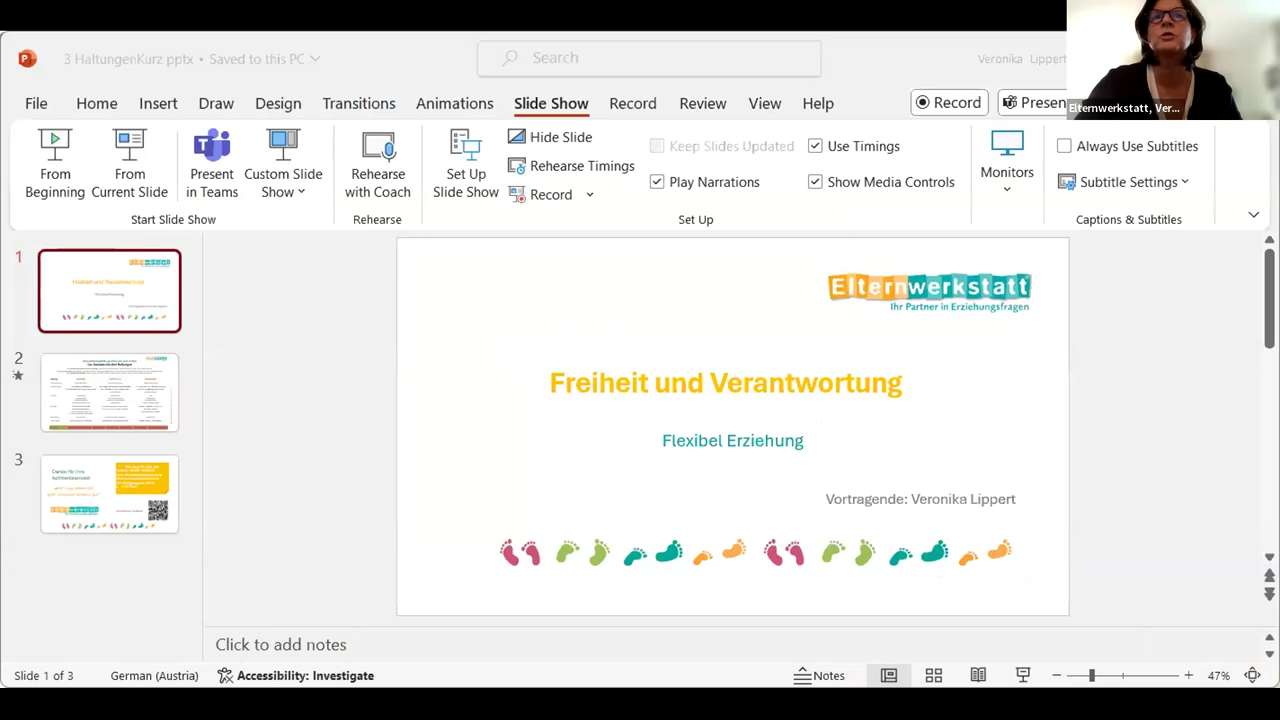 3 HaltungenKurz pptx • Saved to this PC
Search
Veronika Lippert
File Home Insert Draw Design Transitions Animations Slide Show Record Review View Help
Record
Presen
Elternwerkstatt, Ver...
From Beginning
From Current Slide
Present in Teams
Custom Slide Show
Start Slide Show
Rehearse with Coach
Rehearse
Set Up Slide Show
Hide Slide
Rehearse Timings
Record
Keep Slides Updated
Play Narrations
Use Timings
Show Media Controls
Set Up
Monitors
Always Use Subtitles
Subtitle Settings
Captions & Subtitles
1
2
3
Elternwerkstatt
Ihr Partner in Erziehungsfragen
Freiheit und Verantwortung
Flexibel Erziehung
Vortragende: Veronika Lippert
Click to add notes
Slide 1 of 3
German (Austria)
Accessibility: Investigate
Notes
47%